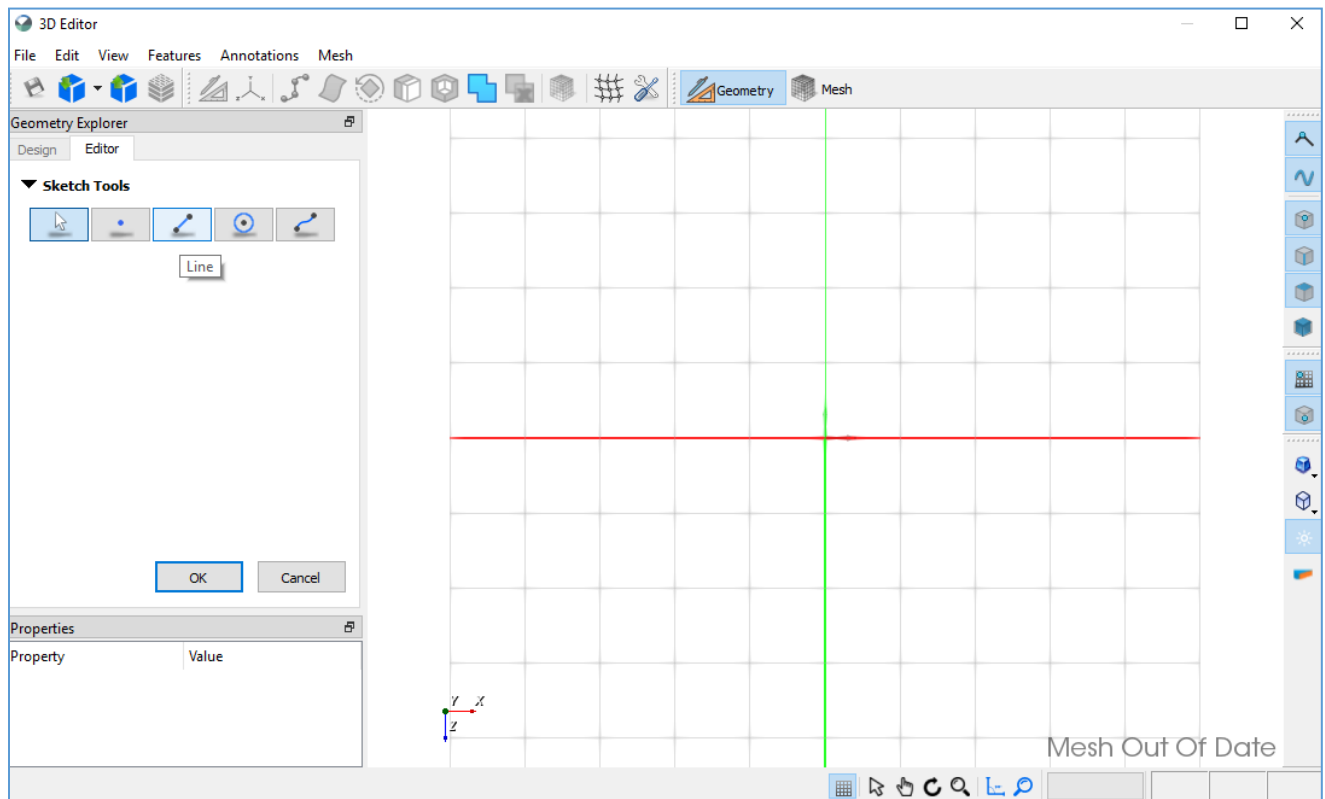 3D Editor
File Edit View Features Annotations Mesh
Geometry Mesh
Geometry Explorer
Design Editor
Sketch Tools
Line
OK Cancel
Properties
Property Value
Y X
Z
Mesh Out Of Date